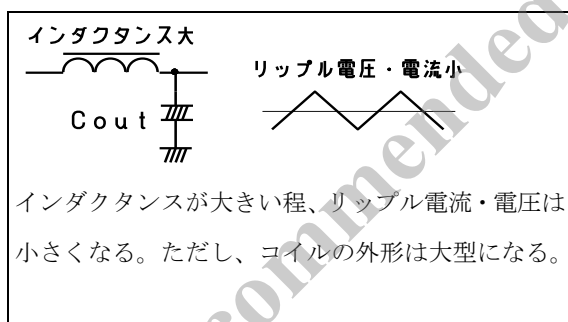 インダクタンス大
リップル電圧・電流小
Cout
インダクタンスが大きい程、リップル電流・電圧は
小さくなる。ただし、コイルの外形は大型になる。
commended